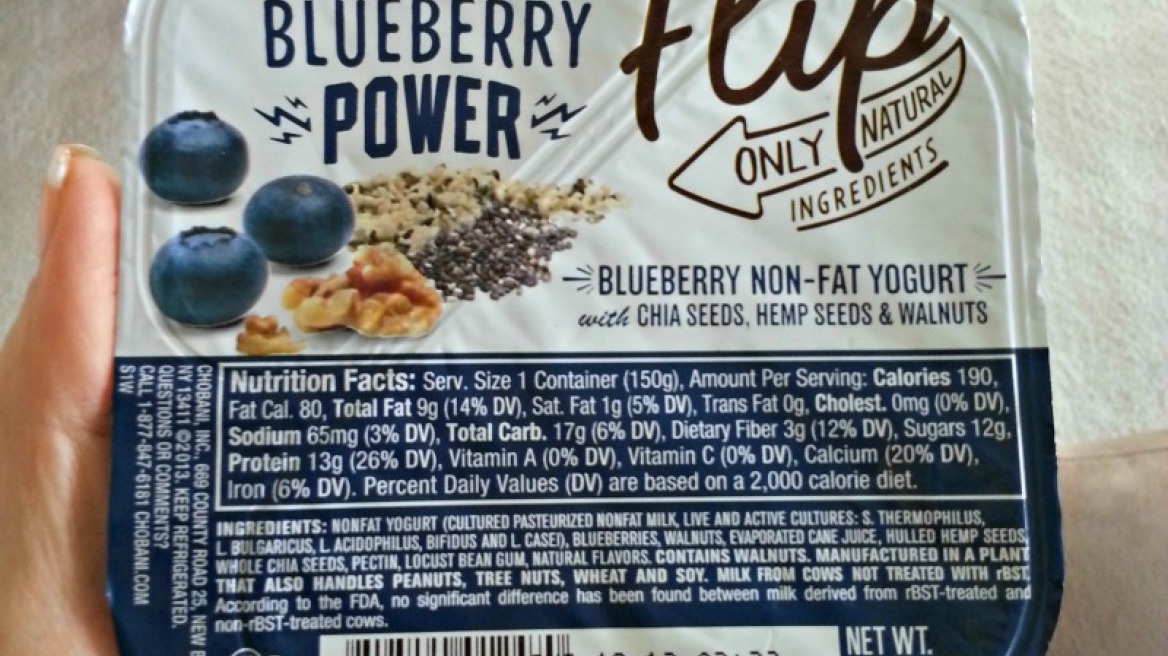 BLUEBERRY
POWER
flip
ONLY NATURAL
INGREDIENTS
BLUEBERRY NON-FAT YOGURT
with CHIA SEEDS, HEMP SEEDS & WALNUTS
Nutrition Facts: Serv. Size 1 Container (150g), Amount Per Serving: Calories 190,
Fat Cal. 80, Total Fat 9g (14% DV), Sat. Fat 1g (5% DV), Trans Fat 0g, Cholest. 0mg (0% DV),
Sodium 65mg (3% DV), Total Carb. 17g (6% DV), Dietary Fiber 3g (12% DV), Sugars 12g,
Protein 13g (26% DV), Vitamin A (0% DV), Vitamin C (0% DV), Calcium (20% DV),
Iron (6% DV). Percent Daily Values (DV) are based on a 2,000 calorie diet.
INGREDIENTS: NONFAT YOGURT (CULTURED PASTEURIZED NONFAT MILK, LIVE AND ACTIVE CULTURES: S. THERMOPHILUS,
L. BULGARICUS, L. ACIDOPHILUS, BIFIDUS AND L. CASEI), BLUEBERRIES, WALNUTS, EVAPORATED CANE JUICE, HULLED HEMP SEEDS,
WHOLE CHIA SEEDS, PECTIN, LOCUST BEAN GUM, NATURAL FLAVORS. CONTAINS WALNUTS. MANUFACTURED IN A PLANT
THAT ALSO HANDLES PEANUTS, TREE NUTS, WHEAT AND SOY. MILK FROM COWS NOT TREATED WITH rBST.
According to the FDA, no significant difference has been found between milk derived from rBST-treated and
non-rBST-treated cows.
CHOBANI, INC., 669 COUNTY ROAD 25, NEW B
NY 13411 ©2013. KEEP REFRIGERATED.
QUESTIONS OR COMMENTS?
CALL 1-877-847-6181 CHOBANI.COM
S1W
NET WT.